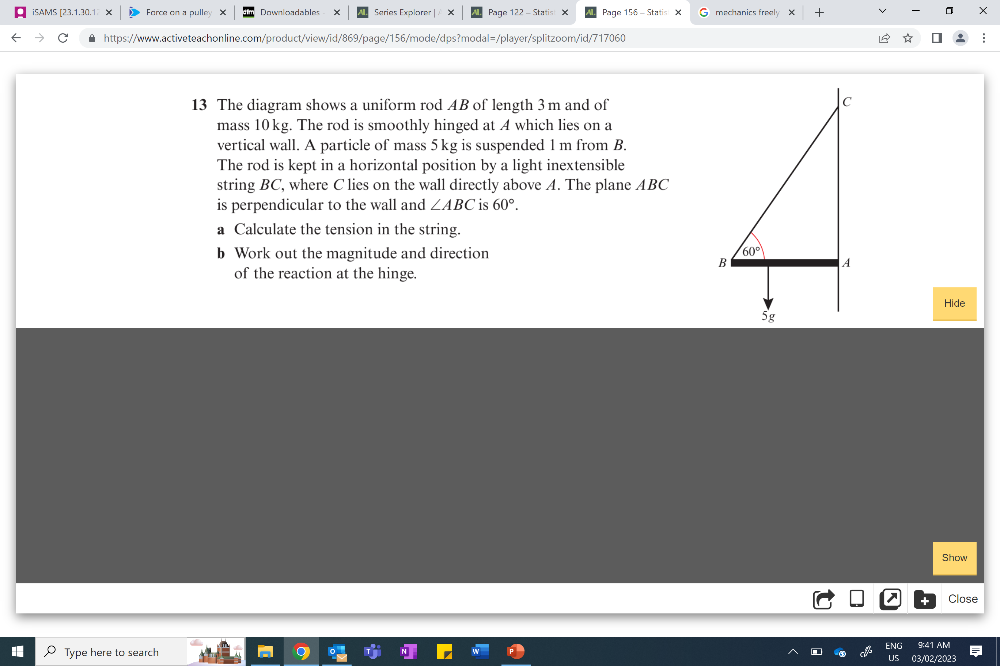 iSAMS [23.1.30.12
Force on a pulley
dfm Downloadables -
AL Series Explorer | A
AL Page 122 – Statist
AL Page 156 – Statist
mechanics freely
https://www.activeteachonline.com/product/view/id/869/page/156/mode/dps?modal=/player/splitzoom/id/717060
13 The diagram shows a uniform rod AB of length 3 m and of
mass 10 kg. The rod is smoothly hinged at A which lies on a
vertical wall. A particle of mass 5 kg is suspended 1 m from B.
The rod is kept in a horizontal position by a light inextensible
string BC, where C lies on the wall directly above A. The plane ABC
is perpendicular to the wall and ∠ABC is 60°.
a Calculate the tension in the string.
b Work out the magnitude and direction
of the reaction at the hinge.
C
60°
B
A
5g
Hide
Show
Close
Type here to search
ENG
US
9:41 AM
03/02/2023